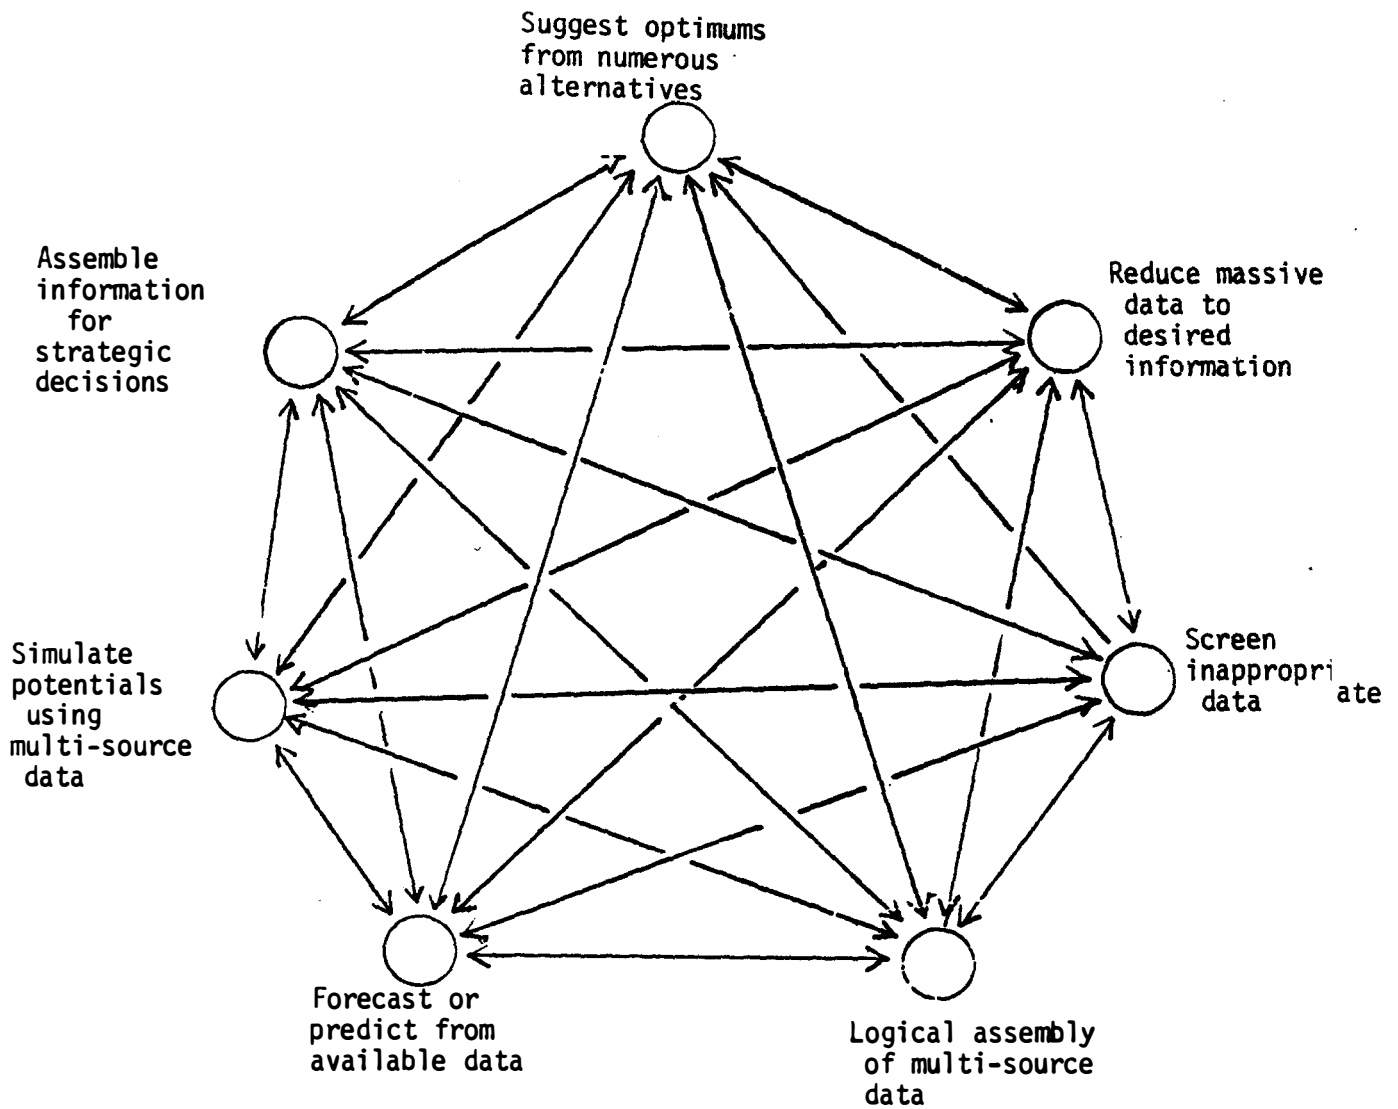 Suggest optimums
from numerous
alternatives
Assemble
information
for
strategic
decisions
Reduce massive
data to
desired
information
Simulate
potentials
using
multi-source
data
Screen
inappropriate
data
Forecast or
predict from
available data
Logical assembly
of multi-source
data